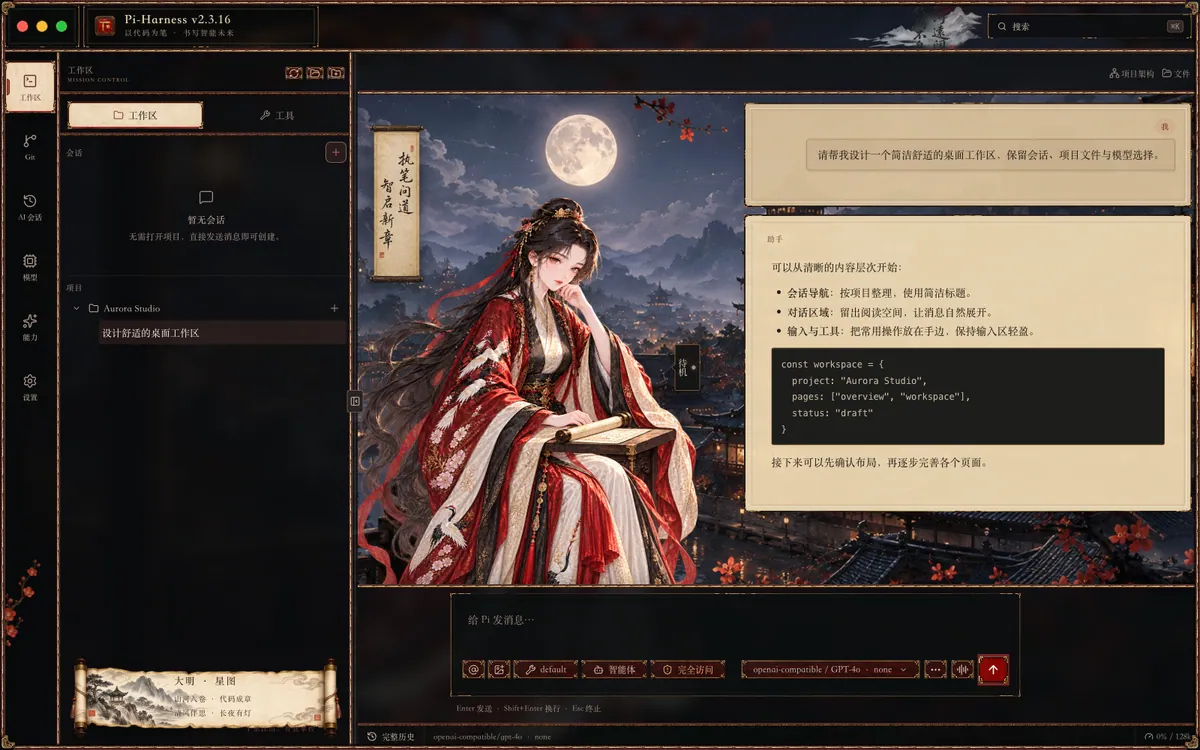 Pi-Harness v2.3.16
以代码为笔 · 书写智能未来
搜索
⌘K
工作区
Git
AI 会话
模型
能力
设置
工作区
MISSION CONTROL
工作区
工具
会话
暂无会话
无需打开项目，直接发送消息即可创建。
项目
Aurora Studio
设计舒适的桌面工作区
大明 · 星图
山河入卷 · 代码成章
清风伴思 · 长夜有灯
项目架构
文件
执笔问道
智启新章
待机
我
请帮我设计一个简洁舒适的桌面工作区，保留会话、项目文件与模型选择。
助手
可以从清晰的内容层次开始：
• 会话导航：按项目整理，使用简洁标题。
• 对话区域：留出阅读空间，让消息自然展开。
• 输入与工具：把常用操作放在手边，保持输入区轻盈。
const workspace = {
  project: "Aurora Studio",
  pages: ["overview", "workspace"],
  status: "draft"
}
接下来可以先确认布局，再逐步完善各个页面。
给 Pi 发消息…
default
智能体
完全访问
openai-compatible / GPT-4o · none
Enter 发送 · Shift+Enter 换行 · Esc 终止
完整历史
openai-compatible/gpt-4o · none
0% / 128k